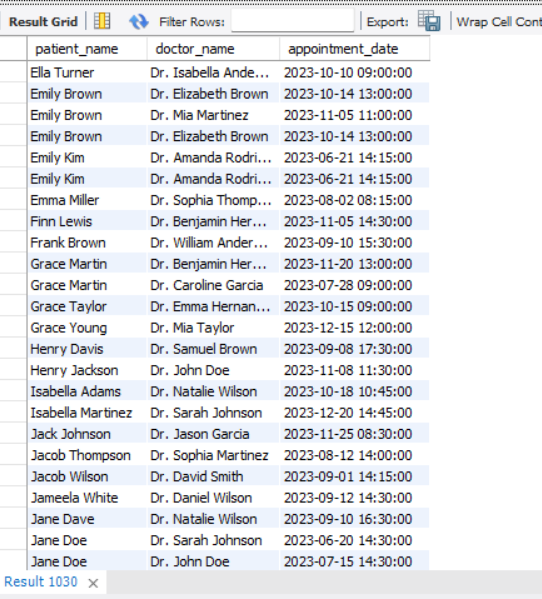 Result Grid Filter Rows: Export: Wrap Cell Cont
patient_name doctor_name appointment_date
Ella Turner Dr. Isabella Ande... 2023-10-10 09:00:00
Emily Brown Dr. Elizabeth Brown 2023-10-14 13:00:00
Emily Brown Dr. Mia Martinez 2023-11-05 11:00:00
Emily Brown Dr. Elizabeth Brown 2023-10-14 13:00:00
Emily Kim Dr. Amanda Rodri... 2023-06-21 14:15:00
Emily Kim Dr. Amanda Rodri... 2023-06-21 14:15:00
Emma Miller Dr. Sophia Thomp... 2023-08-02 08:15:00
Finn Lewis Dr. Benjamin Her... 2023-11-05 14:30:00
Frank Brown Dr. William Ander... 2023-09-10 15:30:00
Grace Martin Dr. Benjamin Her... 2023-11-20 13:00:00
Grace Martin Dr. Caroline Garcia 2023-07-28 09:00:00
Grace Taylor Dr. Emma Hernan... 2023-10-15 09:00:00
Grace Young Dr. Mia Taylor 2023-12-15 12:00:00
Henry Davis Dr. Samuel Brown 2023-09-08 17:30:00
Henry Jackson Dr. John Doe 2023-11-08 11:30:00
Isabella Adams Dr. Natalie Wilson 2023-10-18 10:45:00
Isabella Martinez Dr. Sarah Johnson 2023-12-20 14:45:00
Jack Johnson Dr. Jason Garcia 2023-11-25 08:30:00
Jacob Thompson Dr. Sophia Martinez 2023-08-12 14:00:00
Jacob Wilson Dr. David Smith 2023-09-01 14:15:00
Jameela White Dr. Daniel Wilson 2023-09-12 14:30:00
Jane Dave Dr. Natalie Wilson 2023-09-10 16:30:00
Jane Doe Dr. Sarah Johnson 2023-06-20 14:30:00
Jane Doe Dr. John Doe 2023-07-15 14:30:00
Result 1030